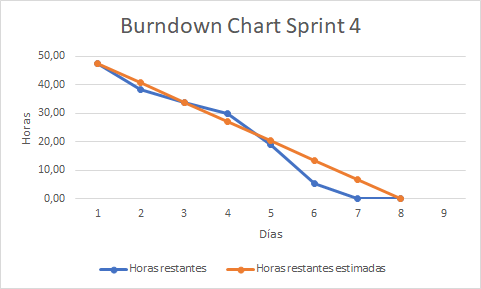 Burndown Chart Sprint 4
50,00
40,00
30,00
20,00
10,00
0,00
Horas
1 2 3 4 5 6 7 8 9
Días
Horas restantes Horas restantes estimadas